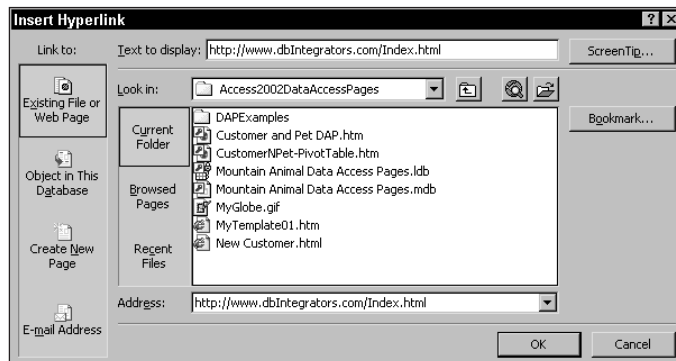 Insert Hyperlink
Link to:
Text to display: http://www.dbIntegrators.com/Index.html
ScreenTip...
Existing File or
Web Page
Look in: Access2002DataAccessPages
Bookmark...
Current
Folder
DAPExamples
Customer and Pet DAP.htm
CustomerNPet-PivotTable.htm
Mountain Animal Data Access Pages.ldb
Mountain Animal Data Access Pages.mdb
MyGlobe.gif
MyTemplate01.htm
New Customer.html
Object in This
Database
Browsed
Pages
Create New
Page
Recent
Files
E-mail Address
Address: http://www.dbIntegrators.com/Index.html
OK
Cancel